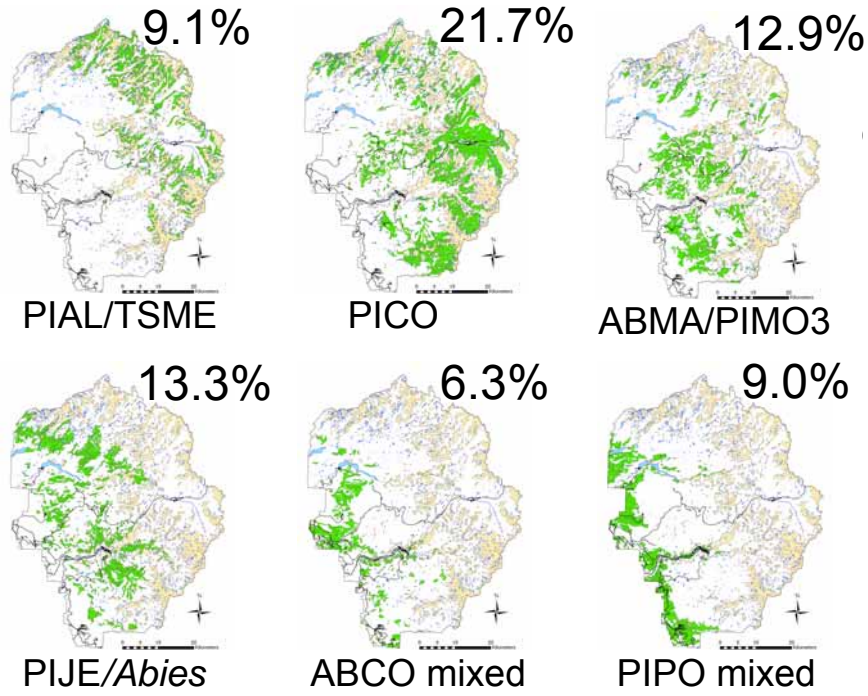 9.1%
21.7%
12.9%
PIAL/TSME
PICO
ABMA/PIMO3
13.3%
6.3%
9.0%
PIJE/Abies
ABCO mixed
PIPO mixed